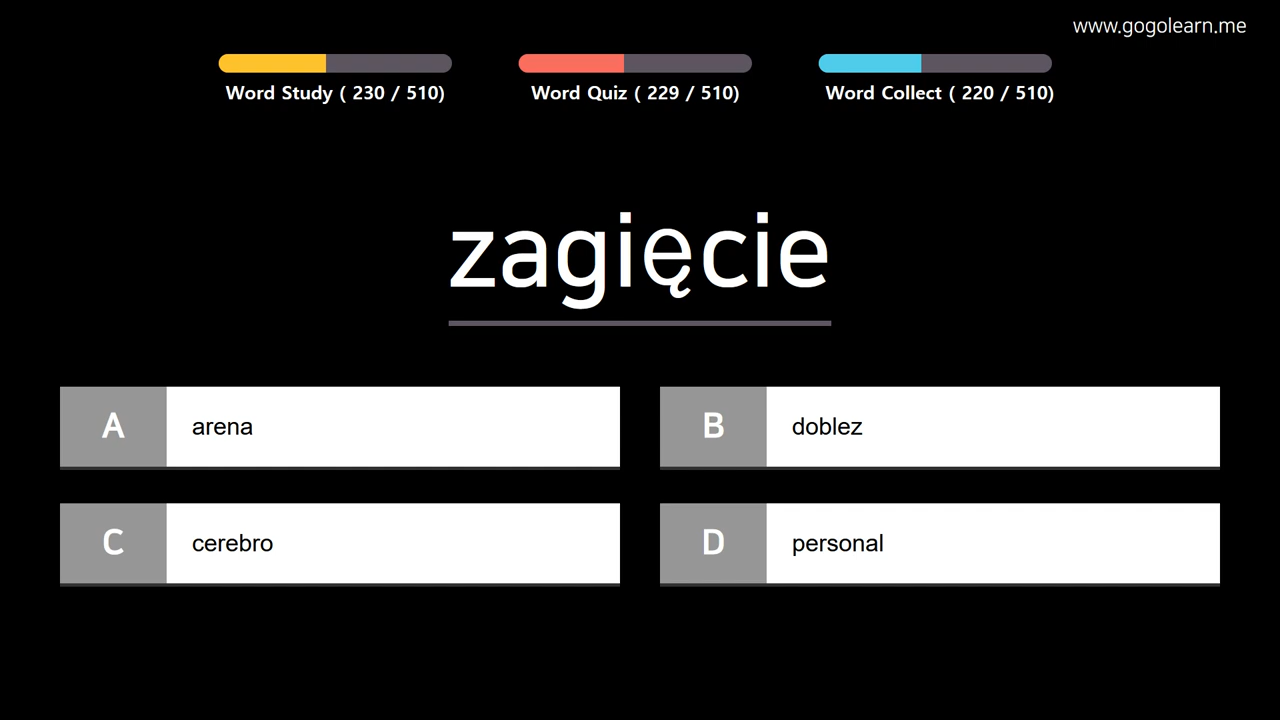 www.gogolearn.me
Word Study ( 230 / 510)
Word Quiz ( 229 / 510)
Word Collect ( 220 / 510)
zagięcie
A
arena
B
doblez
C
cerebro
D
personal